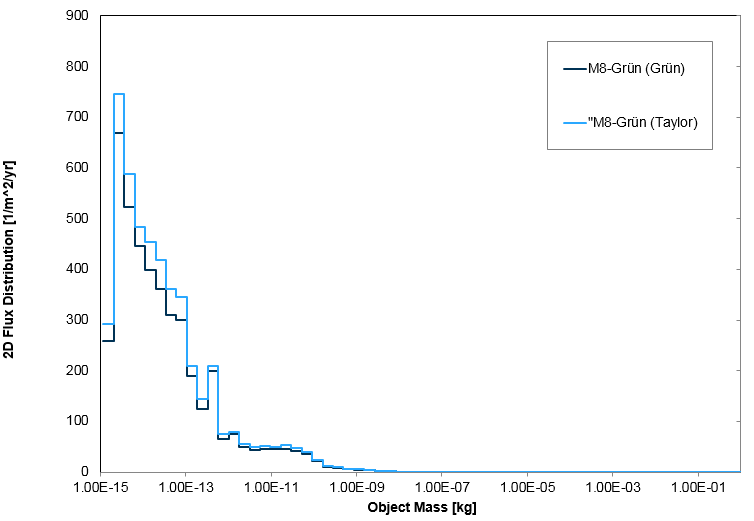 900
800
700
600
500
400
300
200
100
0
2D Flux Distribution [1/m^2/yr]
M8-Grün (Grün)
"M8-Grün (Taylor)
1.00E-15 1.00E-13 1.00E-11 1.00E-09 1.00E-07 1.00E-05 1.00E-03 1.00E-01
Object Mass [kg]